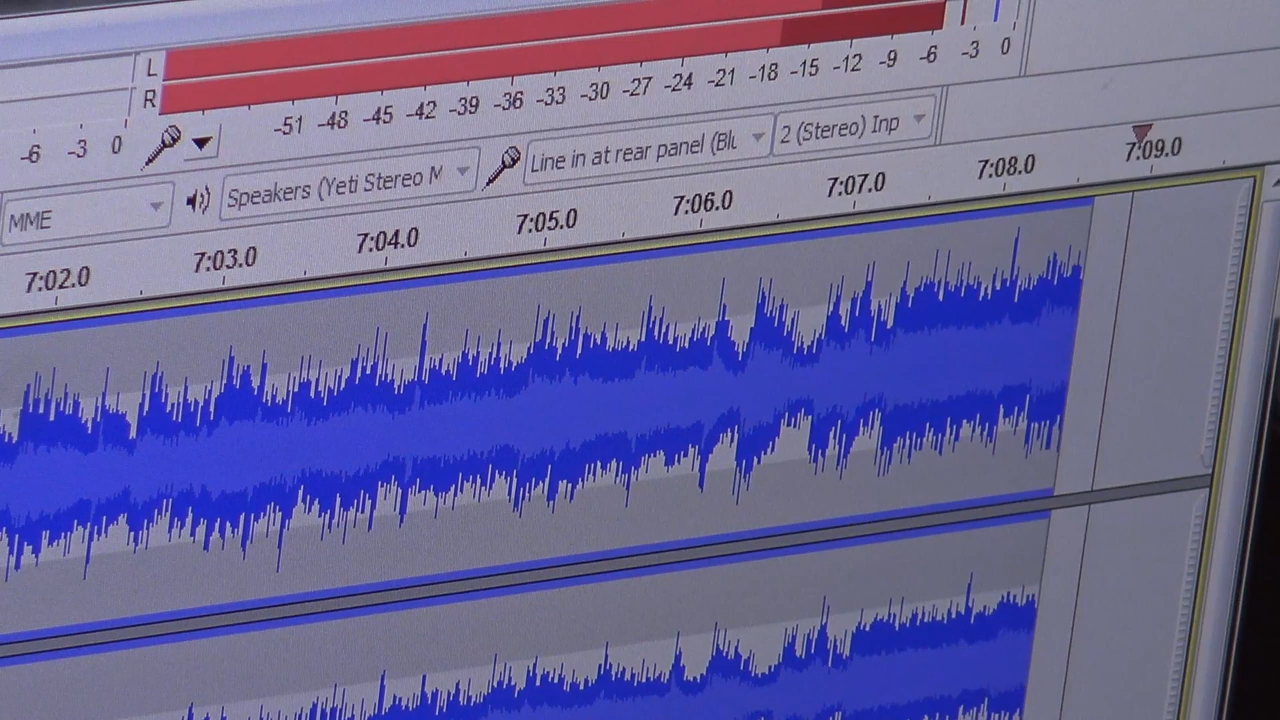 L
R
-51 -48 -45 -42 -39 -36 -33 -30 -27 -24 -21 -18 -15 -12 -9 -6 -3 0
-6 -3 0
MME
Speakers (Yeti Stereo M
Line in at rear panel (Blu
2 (Stereo) Inp
7:02.0 7:03.0 7:04.0 7:05.0 7:06.0 7:07.0 7:08.0 7:09.0